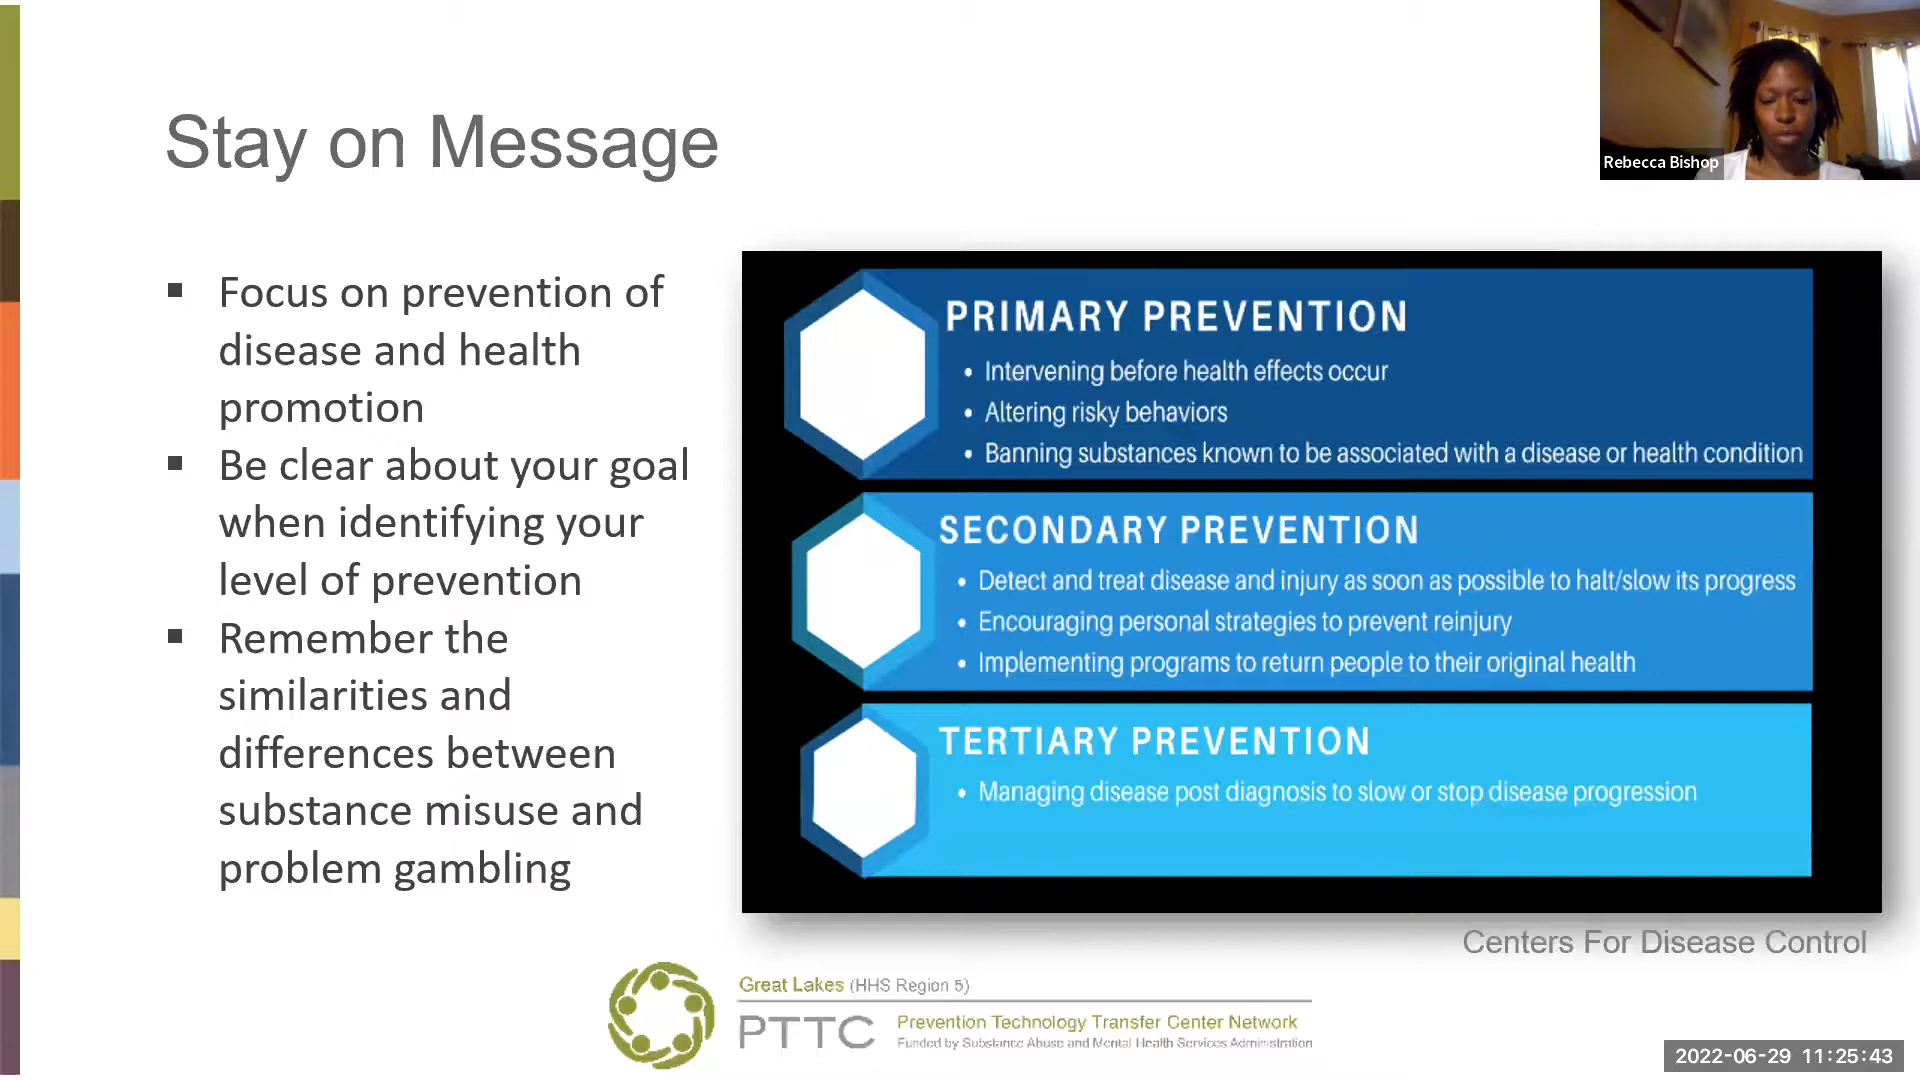 Stay on Message
Rebecca Bishop
▪ Focus on prevention of
disease and health
promotion
▪ Be clear about your goal
when identifying your
level of prevention
▪ Remember the
similarities and
differences between
substance misuse and
problem gambling
PRIMARY PREVENTION
• Intervening before health effects occur
• Altering risky behaviors
• Banning substances known to be associated with a disease or health condition
SECONDARY PREVENTION
• Detect and treat disease and injury as soon as possible to halt/slow its progress
• Encouraging personal strategies to prevent reinjury
• Implementing programs to return people to their original health
TERTIARY PREVENTION
• Managing disease post diagnosis to slow or stop disease progression
Centers For Disease Control
Great Lakes (HHS Region 5)
PTTC
Prevention Technology Transfer Center Network
Funded by Substance Abuse and Mental Health Services Administration
2022-06-29 11:25:43